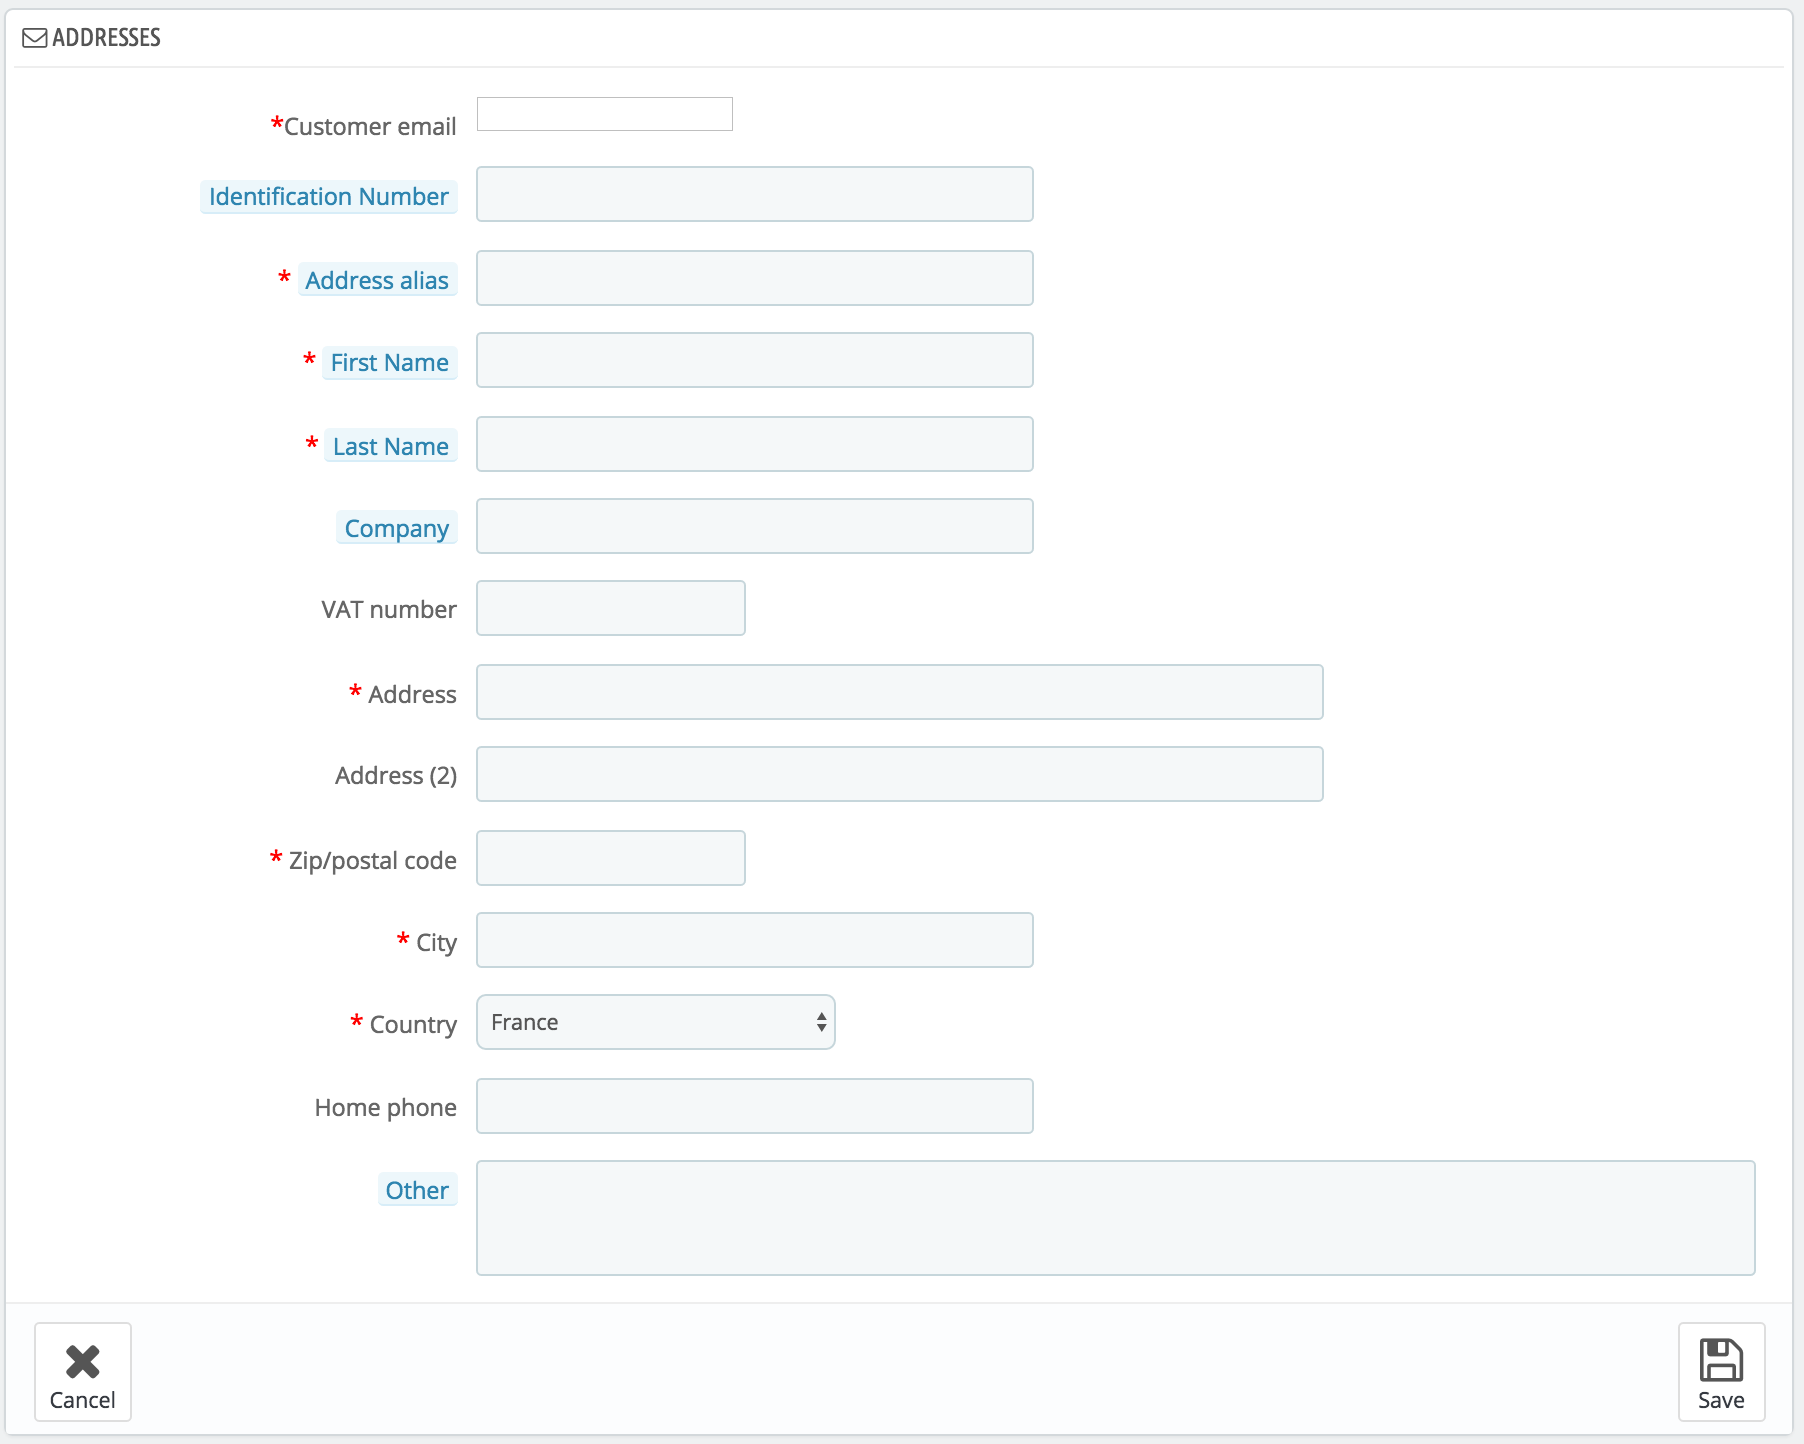 ADDRESSES
*Customer email
Identification Number
* Address alias
* First Name
* Last Name
Company
VAT number
* Address
Address (2)
* Zip/postal code
* City
* Country France
Home phone
Other
Cancel
Save